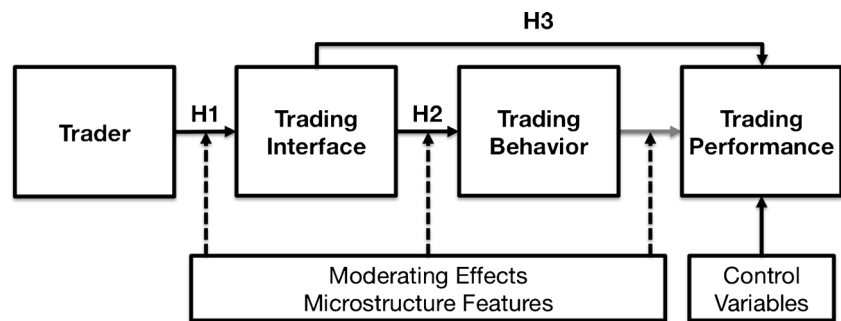 H3
Trader
H1
Trading
Interface
H2
Trading
Behavior
Trading
Performance
Moderating Effects
Microstructure Features
Control
Variables